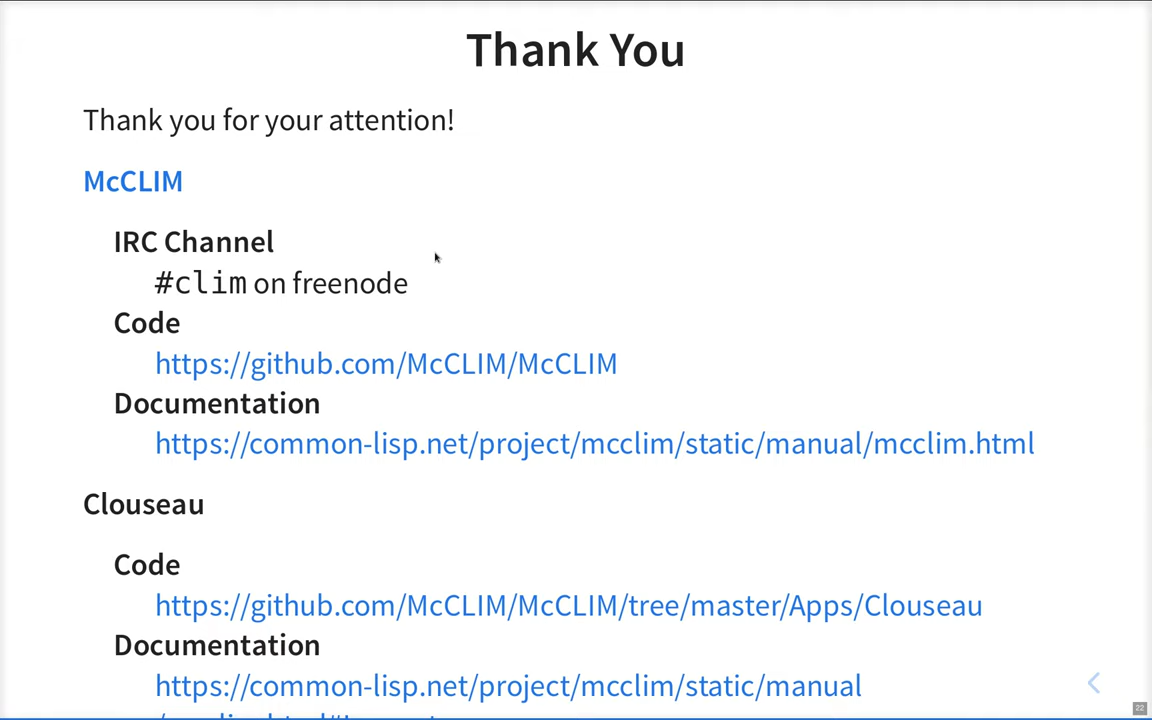 Thank You
Thank you for your attention!
McCLIM
IRC Channel
#clim on freenode
Code
https://github.com/McCLIM/McCLIM
Documentation
https://common-lisp.net/project/mcclim/static/manual/mcclim.html
Clouseau
Code
https://github.com/McCLIM/McCLIM/tree/master/Apps/Clouseau
Documentation
https://common-lisp.net/project/mcclim/static/manual
22